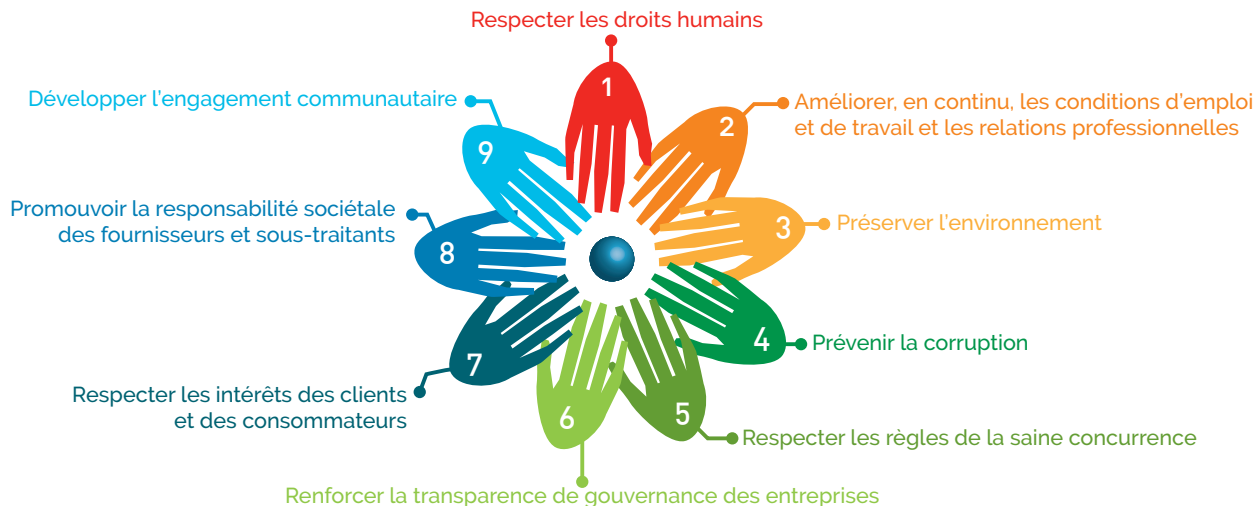 Respecter les droits humains
1
Améliorer, en continu, les conditions d'emploi
et de travail et les relations professionnelles
2
Préserver l'environnement
3
Prévenir la corruption
4
Respecter les règles de la saine concurrence
5
Renforcer la transparence de gouvernance des entreprises
6
Respecter les intérêts des clients
et des consommateurs
7
Promouvoir la responsabilité sociétale
des fournisseurs et sous-traitants
8
Développer l'engagement communautaire
9